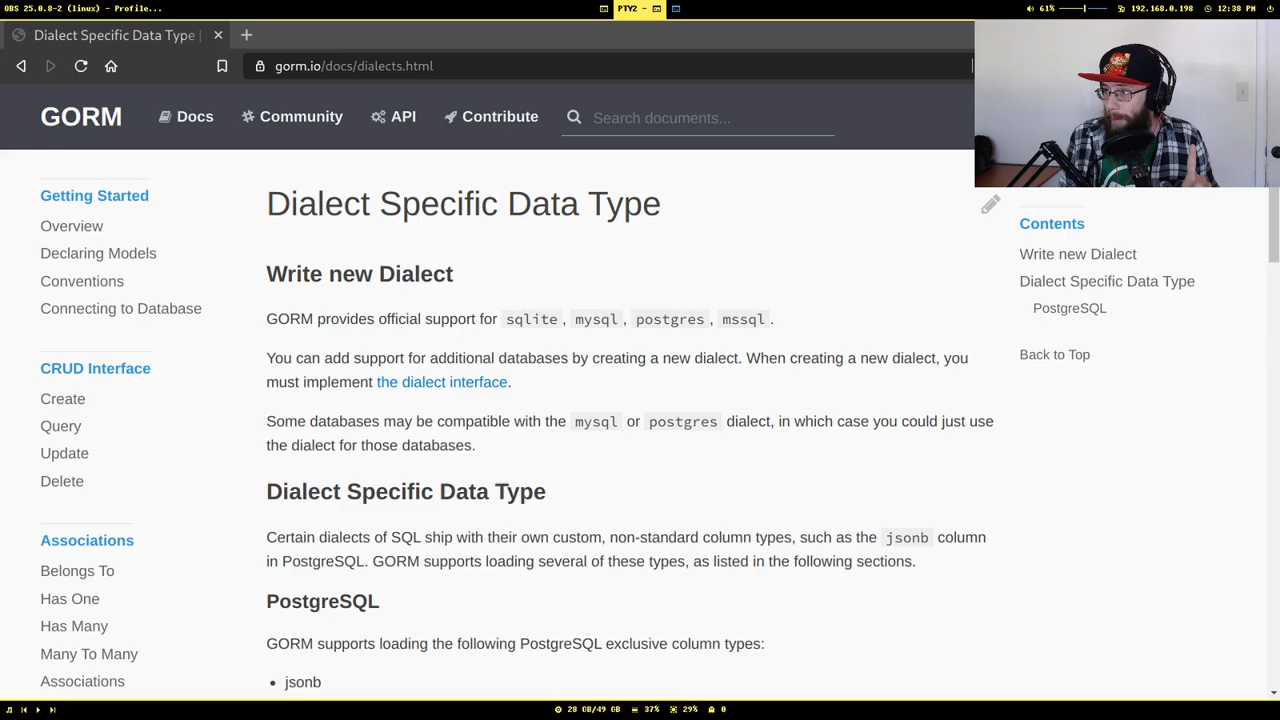 OBS 25.0.8-2 (linux) - Profile...
PTY2 -
61%
192.168.0.198
12:38 PM
Dialect Specific Data Type |
gorm.io/docs/dialects.html
GORM
Docs
Community
API
Contribute
Search documents...
Getting Started
Overview
Declaring Models
Conventions
Connecting to Database
CRUD Interface
Create
Query
Update
Delete
Associations
Belongs To
Has One
Has Many
Many To Many
Associations
Dialect Specific Data Type
Write new Dialect
GORM provides official support for sqlite, mysql, postgres, mssql.
You can add support for additional databases by creating a new dialect. When creating a new dialect, you
must implement the dialect interface.
Some databases may be compatible with the mysql or postgres dialect, in which case you could just use
the dialect for those databases.
Dialect Specific Data Type
Certain dialects of SQL ship with their own custom, non-standard column types, such as the jsonb column
in PostgreSQL. GORM supports loading several of these types, as listed in the following sections.
PostgreSQL
GORM supports loading the following PostgreSQL exclusive column types:
• jsonb
Contents
Write new Dialect
Dialect Specific Data Type
PostgreSQL
Back to Top
28 GB/49 GB
37%
29%
0